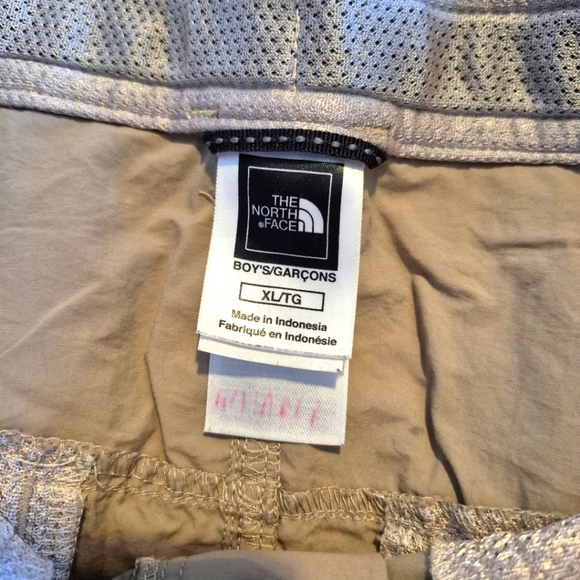 THE
NORTH
®FACE
BOY'S/GARÇONS
XL/TG
Made in Indonesia
Fabriqué en Indonésie